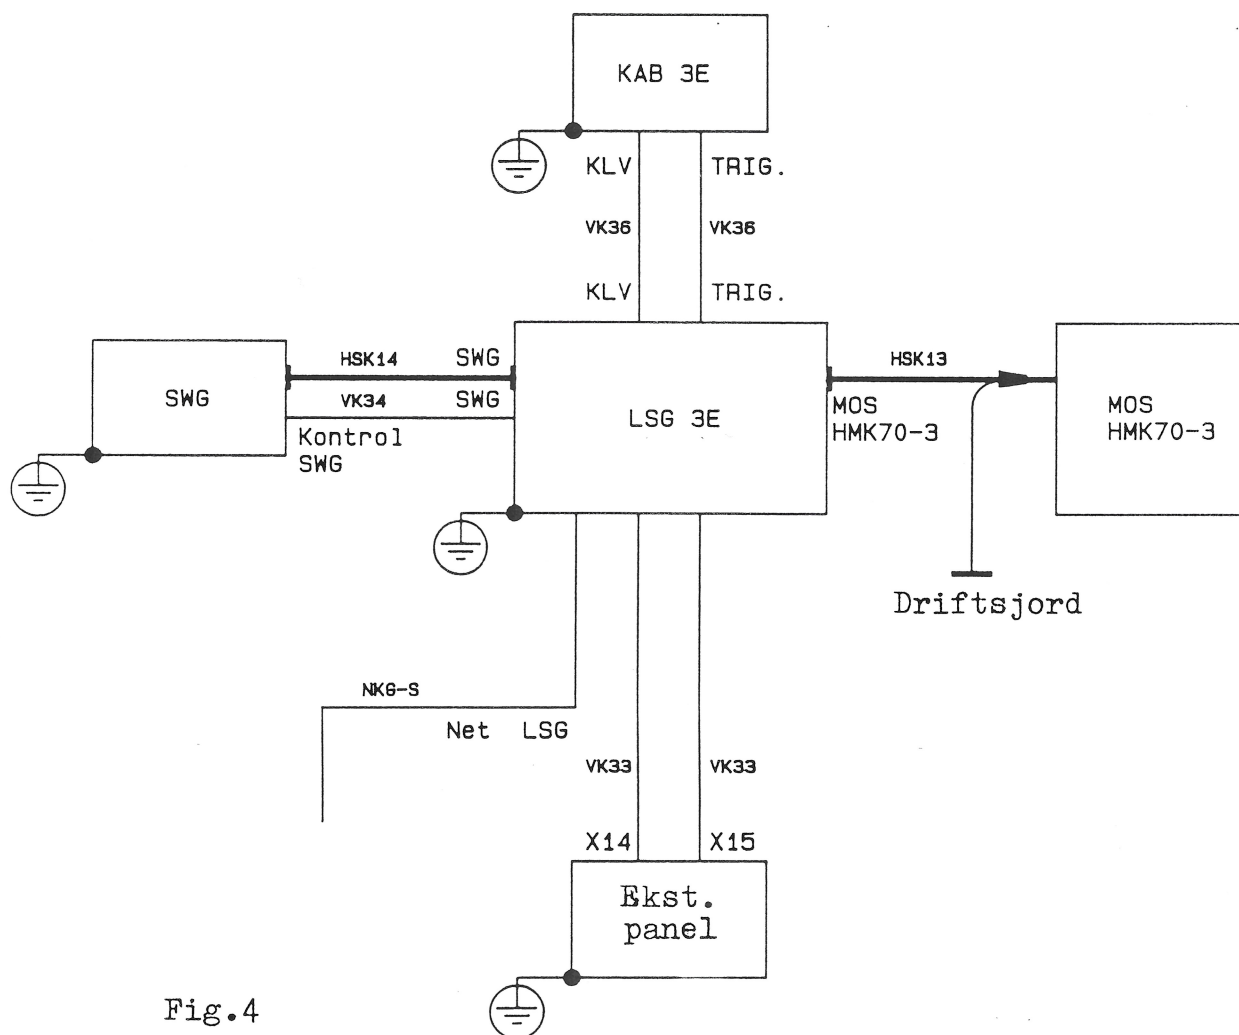 KAB 3E
KLV TRIG.
VK36 VK36
KLV TRIG.
HSK14 SWG
SWG
VK34 SWG
Kontrol
SWG
LSG 3E
HSK13
MOS
HMK70-3
MOS
HMK70-3
Driftsjord
NKG-S
Net LSG
VK33 VK33
X14 X15
Ekst.
panel
Fig.4